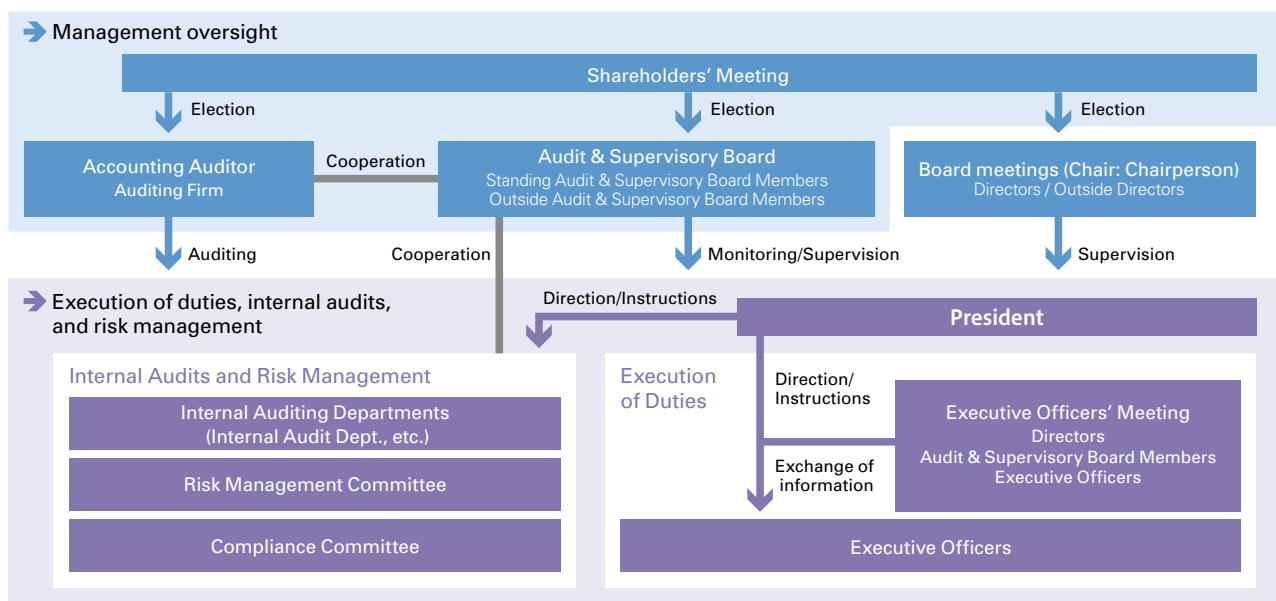 Management oversight
Shareholders’ Meeting
Election
Election
Election
Accounting Auditor
Auditing Firm
Cooperation
Audit & Supervisory Board
Standing Audit & Supervisory Board Members
Outside Audit & Supervisory Board Members
Board meetings (Chair: Chairperson)
Directors / Outside Directors
Auditing
Cooperation
Monitoring/Supervision
Supervision
Execution of duties, internal audits,
and risk management
Direction/Instructions
President
Internal Audits and Risk Management
Internal Auditing Departments
(Internal Audit Dept., etc.)
Risk Management Committee
Compliance Committee
Execution
of Duties
Direction/
Instructions
Exchange of
information
Executive Officers’ Meeting
Directors
Audit & Supervisory Board Members
Executive Officers
Executive Officers